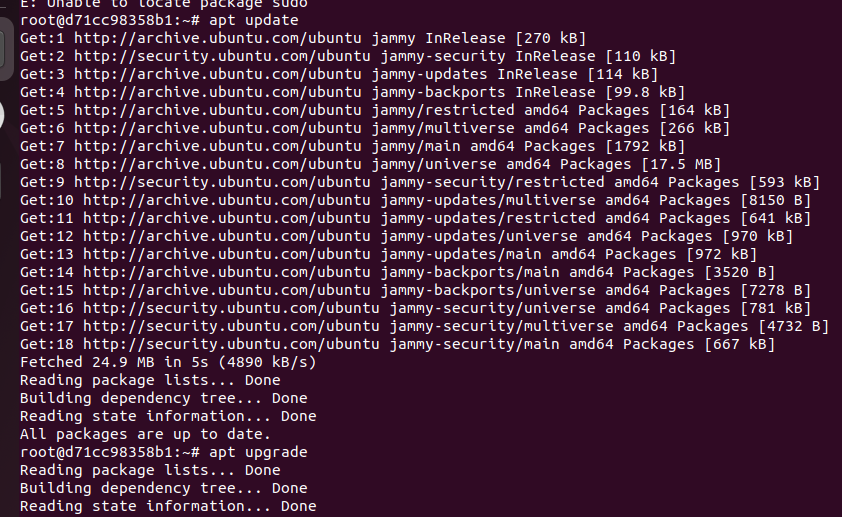 E: Unable to locate package sudo
root@d71cc98358b1:~# apt update
Get:1 http://archive.ubuntu.com/ubuntu jammy InRelease [270 kB]
Get:2 http://security.ubuntu.com/ubuntu jammy-security InRelease [110 kB]
Get:3 http://archive.ubuntu.com/ubuntu jammy-updates InRelease [114 kB]
Get:4 http://archive.ubuntu.com/ubuntu jammy-backports InRelease [99.8 kB]
Get:5 http://archive.ubuntu.com/ubuntu jammy/restricted amd64 Packages [164 kB]
Get:6 http://archive.ubuntu.com/ubuntu jammy/multiverse amd64 Packages [266 kB]
Get:7 http://archive.ubuntu.com/ubuntu jammy/main amd64 Packages [1792 kB]
Get:8 http://archive.ubuntu.com/ubuntu jammy/universe amd64 Packages [17.5 MB]
Get:9 http://security.ubuntu.com/ubuntu jammy-security/restricted amd64 Packages [593 kB]
Get:10 http://archive.ubuntu.com/ubuntu jammy-updates/multiverse amd64 Packages [8150 B]
Get:11 http://archive.ubuntu.com/ubuntu jammy-updates/restricted amd64 Packages [641 kB]
Get:12 http://archive.ubuntu.com/ubuntu jammy-updates/universe amd64 Packages [970 kB]
Get:13 http://archive.ubuntu.com/ubuntu jammy-updates/main amd64 Packages [972 kB]
Get:14 http://archive.ubuntu.com/ubuntu jammy-backports/main amd64 Packages [3520 B]
Get:15 http://archive.ubuntu.com/ubuntu jammy-backports/universe amd64 Packages [7278 B]
Get:16 http://security.ubuntu.com/ubuntu jammy-security/universe amd64 Packages [781 kB]
Get:17 http://security.ubuntu.com/ubuntu jammy-security/multiverse amd64 Packages [4732 B]
Get:18 http://security.ubuntu.com/ubuntu jammy-security/main amd64 Packages [667 kB]
Fetched 24.9 MB in 5s (4890 kB/s)
Reading package lists... Done
Building dependency tree... Done
Reading state information... Done
All packages are up to date.
root@d71cc98358b1:~# apt upgrade
Reading package lists... Done
Building dependency tree... Done
Reading state information... Done